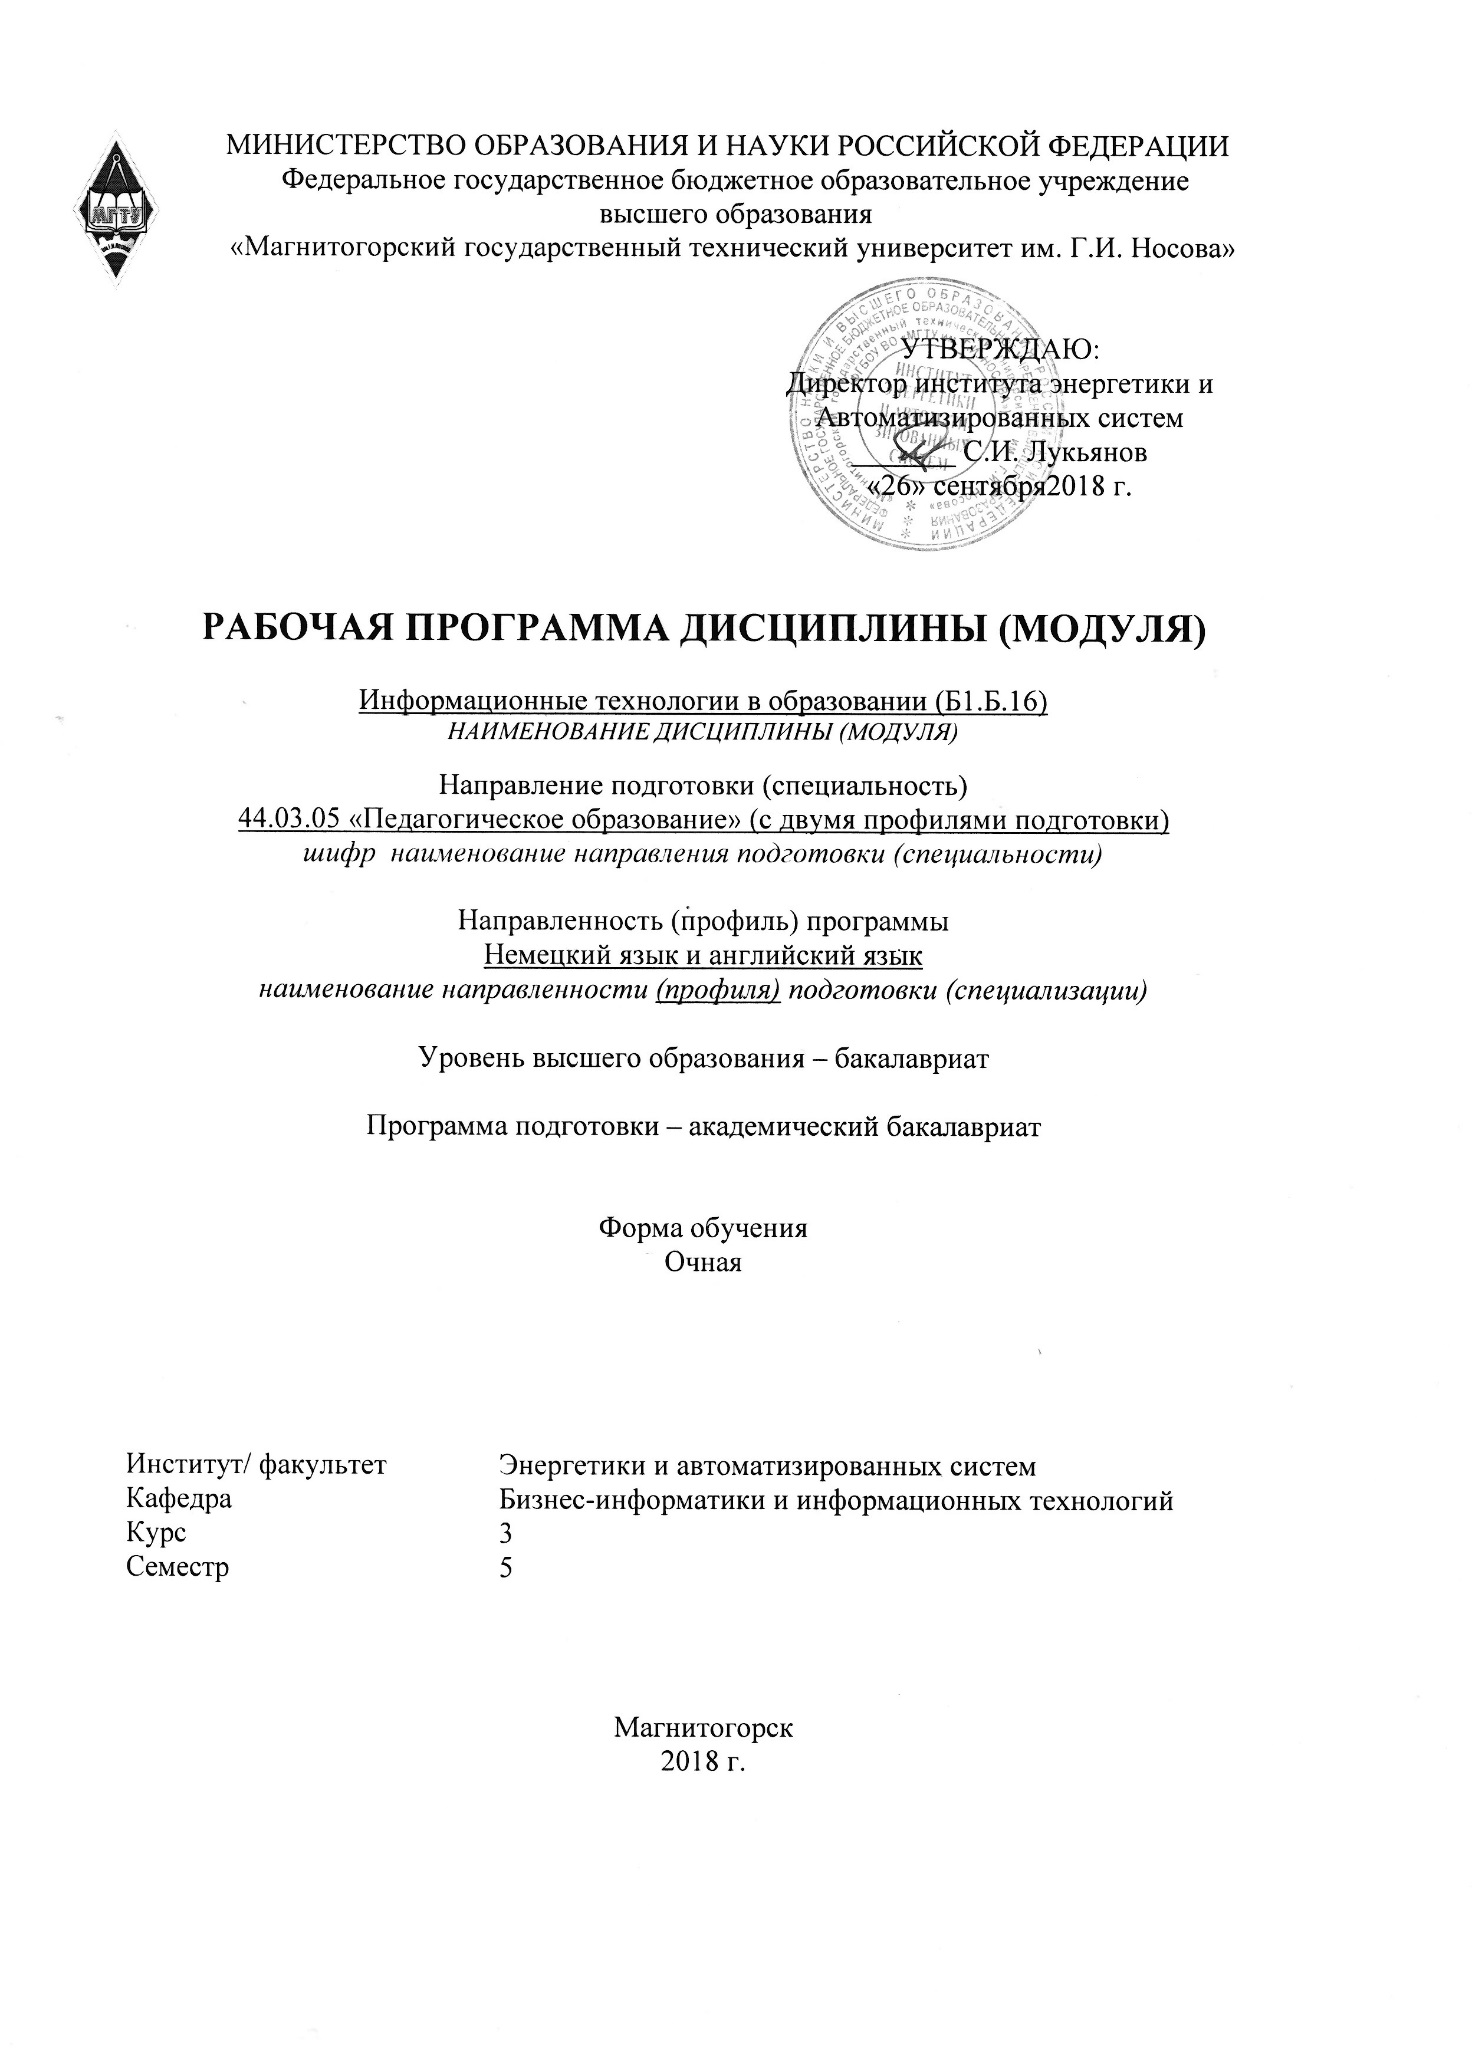 МИНИСТЕРСТВО ОБРАЗОВАНИЯ И НАУКИ РОССИЙСКОЙ ФЕДЕРАЦИИ
Федеральное государственное бюджетное образовательное учреждение
высшего образования
«Магнитогорский государственный технический университет им. Г.И. Носова»
МГТУ
УТВЕРЖДАЮ:
Директор института энергетики и
Автоматизированных систем
С.И. Лукьянов
«26» сентября2018 г.
РАБОЧАЯ ПРОГРАММА ДИСЦИПЛИНЫ (МОДУЛЯ)
Информационные технологии в образовании (Б1.Б.16)
НАИМЕНОВАНИЕ ДИСЦИПЛИНЫ (МОДУЛЯ)
Направление подготовки (специальность)
44.03.05 «Педагогическое образование» (с двумя профилями подготовки)
шифр наименование направления подготовки (специальности)
Направленность (профиль) программы
Немецкий язык и английский язык
наименование направленности (профиля) подготовки (специализации)
Уровень высшего образования – бакалавриат
Программа подготовки – академический бакалавриат
Форма обучения
Очная
Институт/ факультет Энергетики и автоматизированных систем
Кафедра Бизнес-информатики и информационных технологий
Курс 3
Семестр 5
Магнитогорск
2018 г.